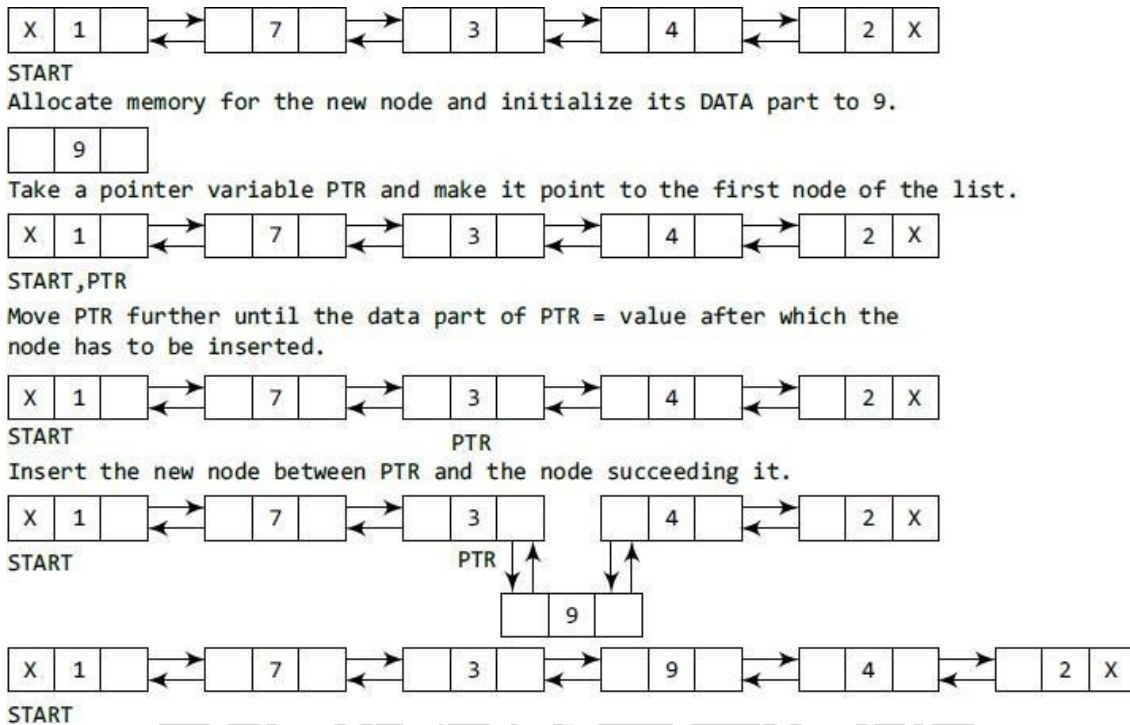 X 1 7 3 4 2 X
START
Allocate memory for the new node and initialize its DATA part to 9.
9
Take a pointer variable PTR and make it point to the first node of the list.
X 1 7 3 4 2 X
START,PTR
Move PTR further until the data part of PTR = value after which the
node has to be inserted.
X 1 7 3 4 2 X
START PTR
Insert the new node between PTR and the node succeeding it.
X 1 7 3 4 2 X
START PTR
9
X 1 7 3 9 4 2 X
START